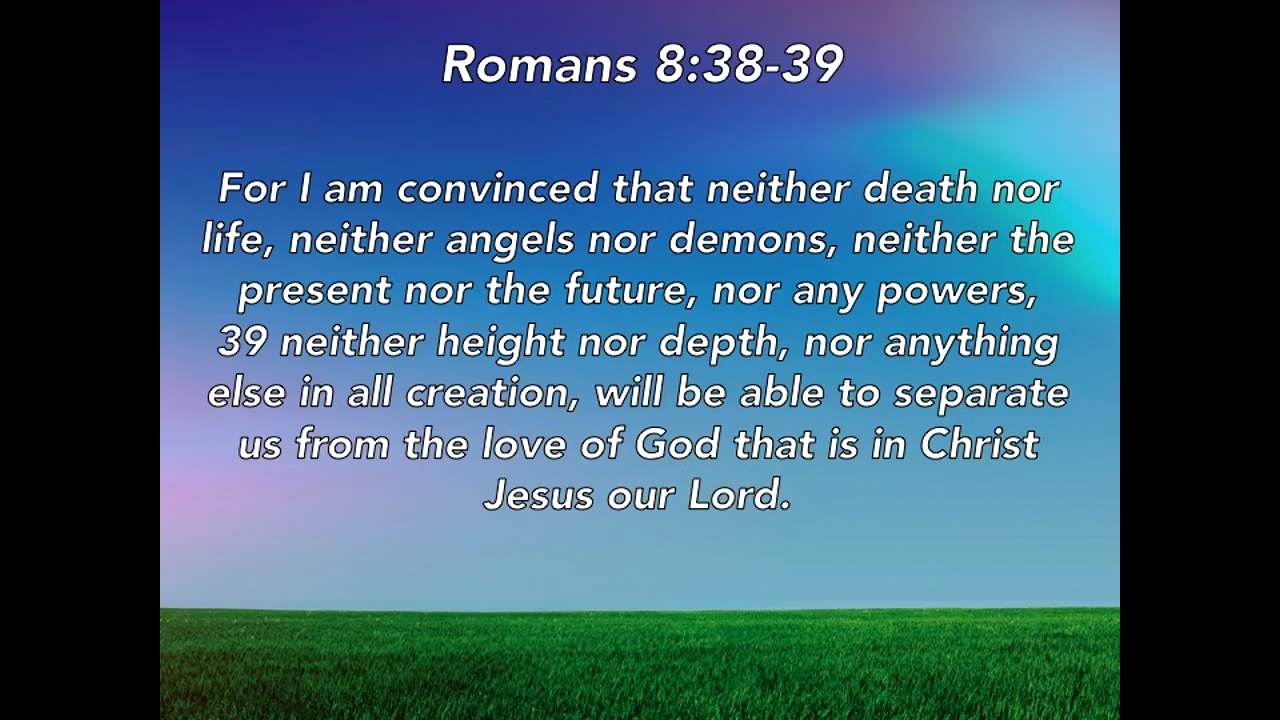 Romans 8:38-39
For I am convinced that neither death nor
life, neither angels nor demons, neither the
present nor the future, nor any powers,
39 neither height nor depth, nor anything
else in all creation, will be able to separate
us from the love of God that is in Christ
Jesus our Lord.